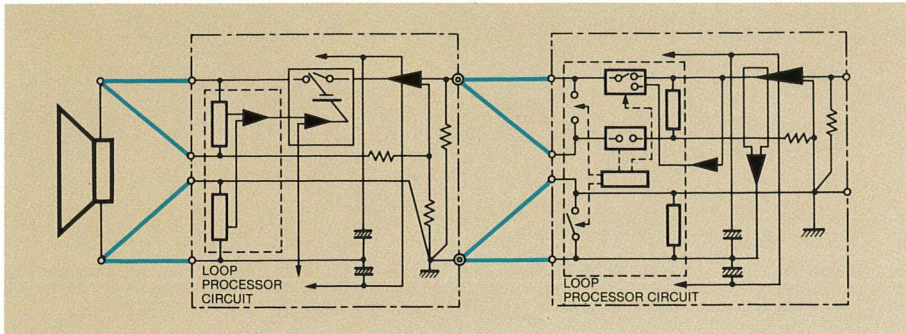 LOOP
PROCESSOR
CIRCUIT
LOOP
PROCESSOR CIRCUIT